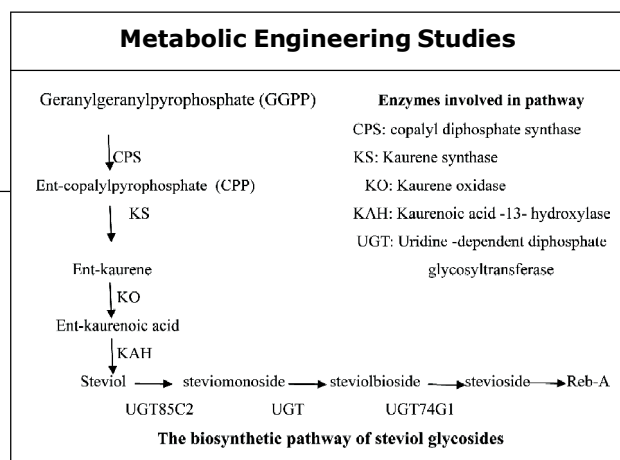 Metabolic Engineering Studies
Geranylgeranylpyrophosphate (GGPP)
CPS
Ent-copalylpyrophosphate (CPP)
KS
Ent-kaurene
KO
Ent-kaurenoic acid
KAH
Enzymes involved in pathway
CPS: copalyl diphosphate synthase
KS: Kaurene synthase
KO: Kaurene oxidase
KAH: Kaurenoic acid -13- hydroxylase
UGT: Uridine -dependent diphosphate
glycosyltransferase
Steviol steviomonoside steviolbioside stevioside Reb-A
UGT85C2 UGT UGT74G1
The biosynthetic pathway of steviol glycosides